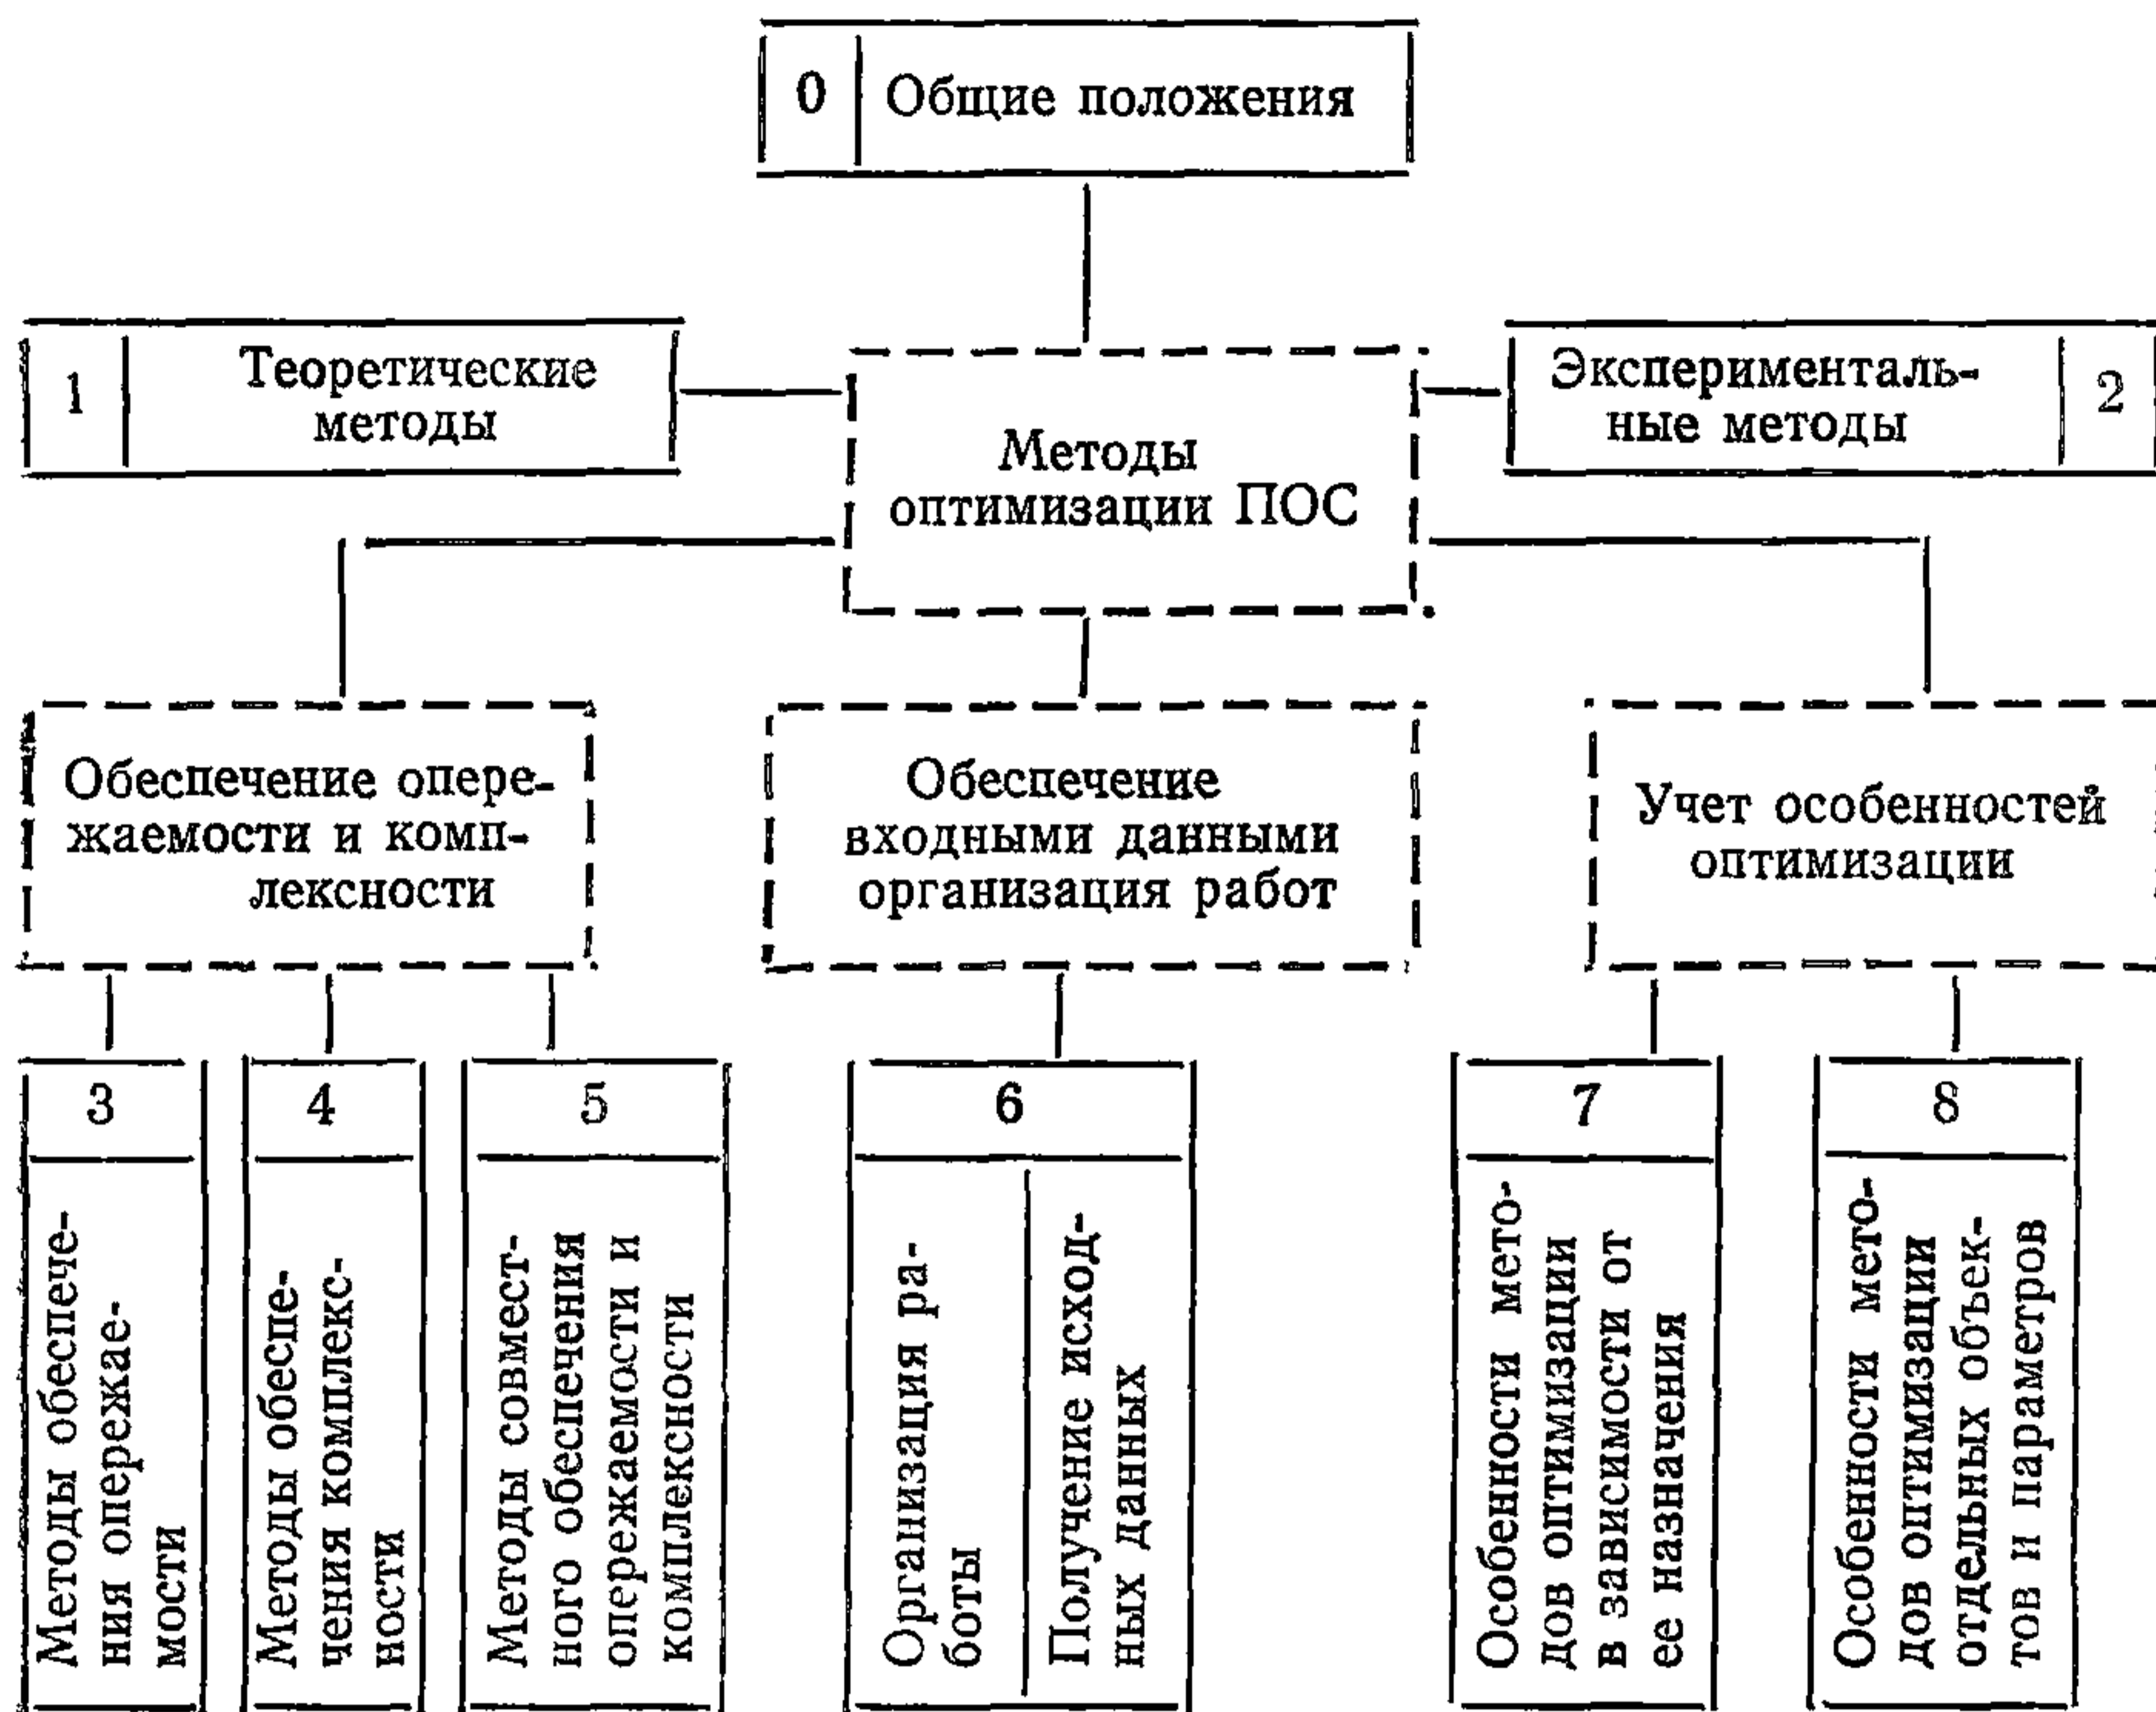 0
Общие положения
1
Теоретические
методы
Методы
оптимизации ПОС
Эксперименталь-
ные методы
2
Обеспечение опере-
жаемости и комп-
лексности
Обеспечение
входными данными
организация работ
Учет особенностей
оптимизации
3
Методы обеспече-
ния опережае-
мости
4
Методы обеспе-
чения комплекс-
ности
5
Методы совмест-
ного обеспечения
опережаемости и
комплексности
6
Организация ра-
боты
Получение исход-
ных данных
7
Особенности мето-
дов оптимизации
в зависимости от
ее назначения
8
Особенности мето-
дов оптимизации
отдельных объек-
тов и параметров